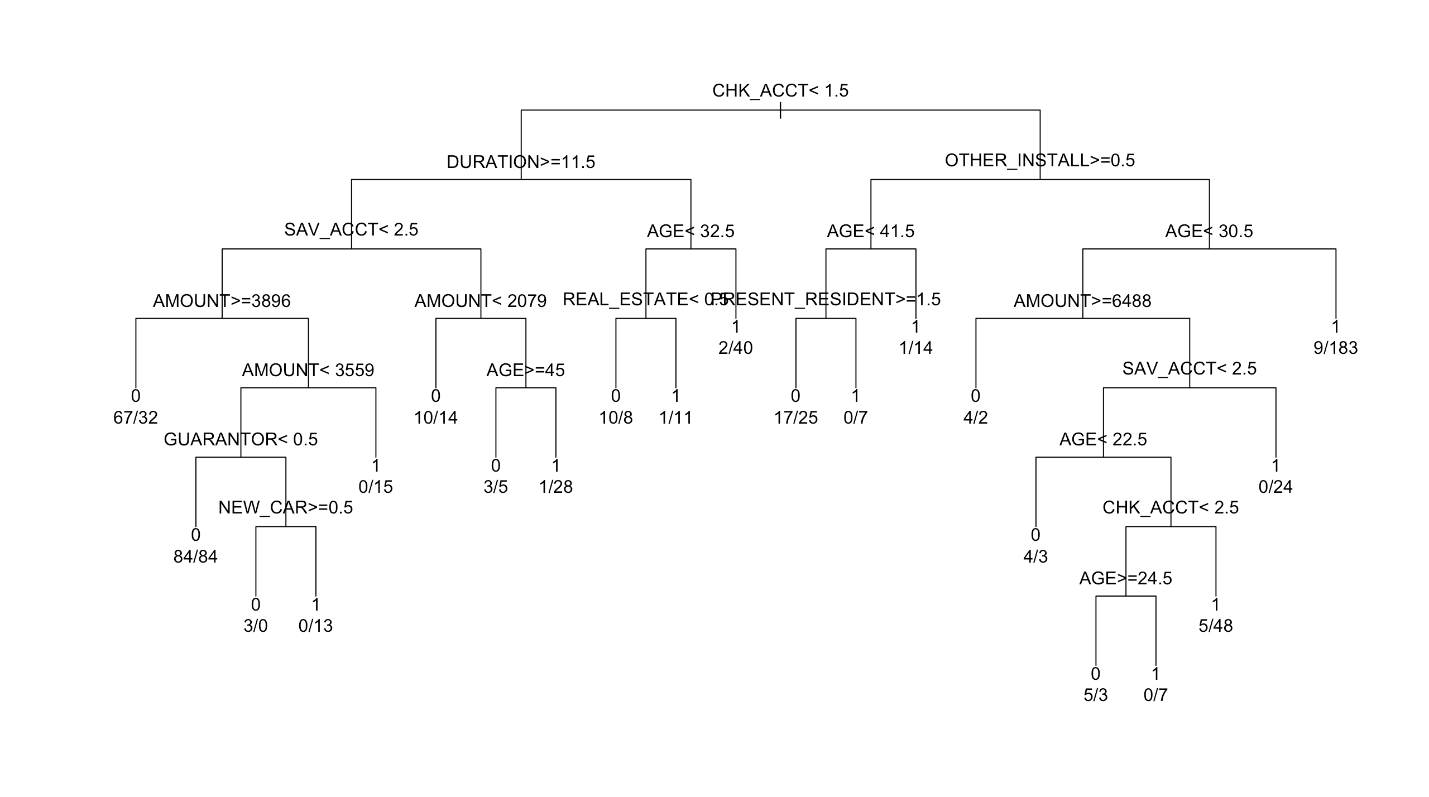 CHK_ACCT< 1.5
DURATION>=11.5
OTHER_INSTALL>=0.5
SAV_ACCT< 2.5
AGE< 32.5
AGE< 41.5
AGE< 30.5
AMOUNT>=3896
AMOUNT< 2079
REAL_ESTATE< 0.5
PRESENT_RESIDENT>=1.5
AMOUNT>=6488
1
2/40
1
1/14
1
9/183
AMOUNT< 3559
AGE>=45
SAV_ACCT< 2.5
0
67/32
0
10/14
0
10/8
1
1/11
0
17/25
1
0/7
0
4/2
GUARANTOR< 0.5
AGE< 22.5
1
0/15
0
3/5
1
1/28
1
0/24
NEW_CAR>=0.5
CHK_ACCT< 2.5
0
84/84
0
4/3
AGE>=24.5
0
3/0
1
0/13
1
5/48
0
5/3
1
0/7